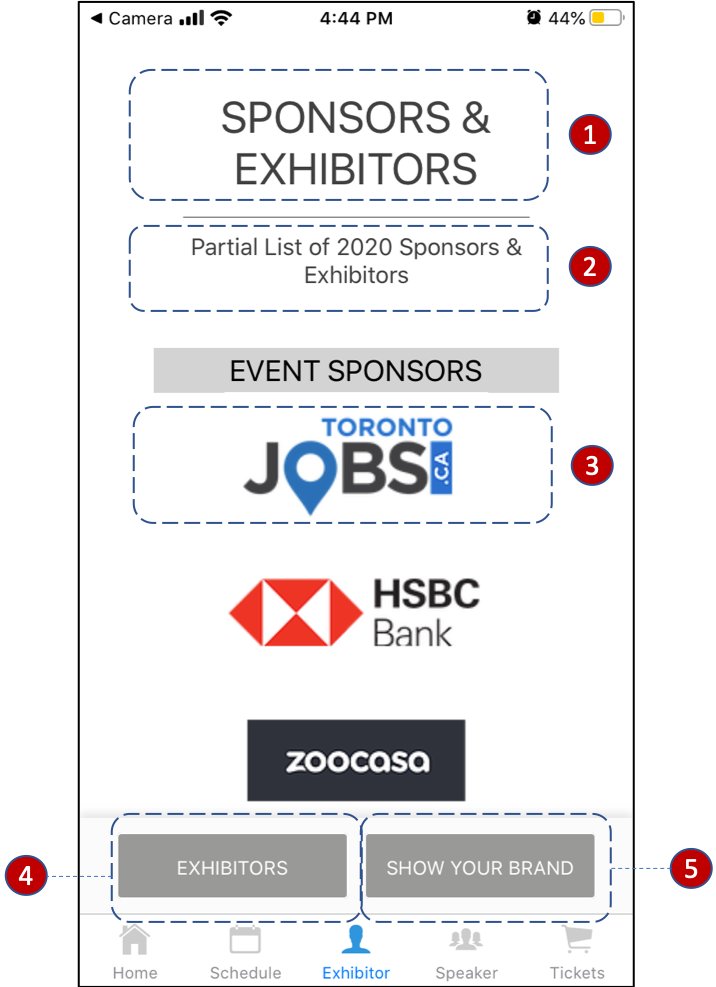 Camera 4:44 PM 44%
SPONSORS &
EXHIBITORS
1
Partial List of 2020 Sponsors &
Exhibitors
2
EVENT SPONSORS
TORONTO
JOBS
.CA
3
HSBC
Bank
zoocasa
4
EXHIBITORS
SHOW YOUR BRAND
5
Home Schedule Exhibitor Speaker Tickets